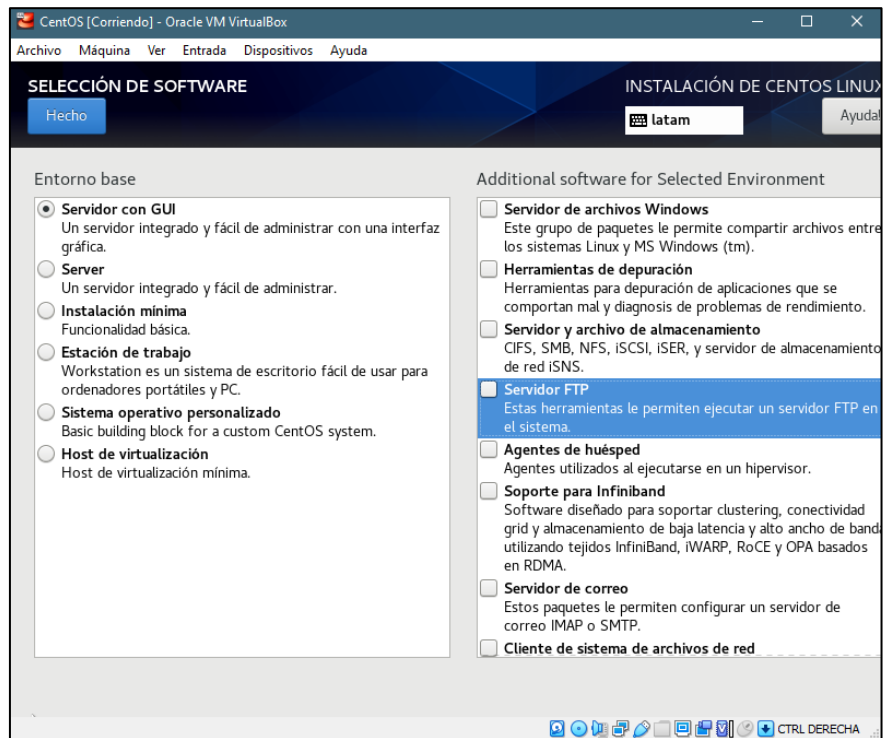 CentOS [Corriendo] - Oracle VM VirtualBox
Archivo Máquina Ver Entrada Dispositivos Ayuda
SELECCIÓN DE SOFTWARE
Hecho
INSTALACIÓN DE CENTOS LINUX
latam
Ayuda!
Entorno base
Servidor con GUI
Un servidor integrado y fácil de administrar con una interfaz
gráfica.
Server
Un servidor integrado y fácil de administrar.
Instalación mínima
Funcionalidad básica.
Estación de trabajo
Workstation es un sistema de escritorio fácil de usar para
ordenadores portátiles y PC.
Sistema operativo personalizado
Basic building block for a custom CentOS system.
Host de virtualización
Host de virtualización mínima.
Additional software for Selected Environment
Servidor de archivos Windows
Este grupo de paquetes le permite compartir archivos entre
los sistemas Linux y MS Windows (tm).
Herramientas de depuración
Herramientas para depuración de aplicaciones que se
comportan mal y diagnosis de problemas de rendimiento.
Servidor y archivo de almacenamiento
CIFS, SMB, NFS, iSCSI, iSER, y servidor de almacenamiento
de red iSNS.
Servidor FTP
Estas herramientas le permiten ejecutar un servidor FTP en
el sistema.
Agentes de huésped
Agentes utilizados al ejecutarse en un hipervisor.
Soporte para Infiniband
Software diseñado para soportar clustering, conectividad
grid y almacenamiento de baja latencia y alto ancho de banda
utilizando tejidos InfiniBand, iWARP, RoCE y OPA basados
en RDMA.
Servidor de correo
Estos paquetes le permiten configurar un servidor de
correo IMAP o SMTP.
Cliente de sistema de archivos de red
CTRL DERECHA